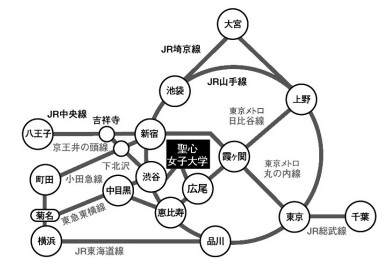 大宮
JR埼京線
池袋
JR山手線
上野
JR中央線
吉祥寺
東京メトロ
日比谷線
八王子
新宿
京王井の頭線
聖心
女子大学
霞ヶ関
下北沢
東京メトロ
丸の内線
町田
小田急線
渋谷
中目黒
広尾
菊名
東急東横線
恵比寿
東京
千葉
JR総武線
横浜
JR東海道線
品川